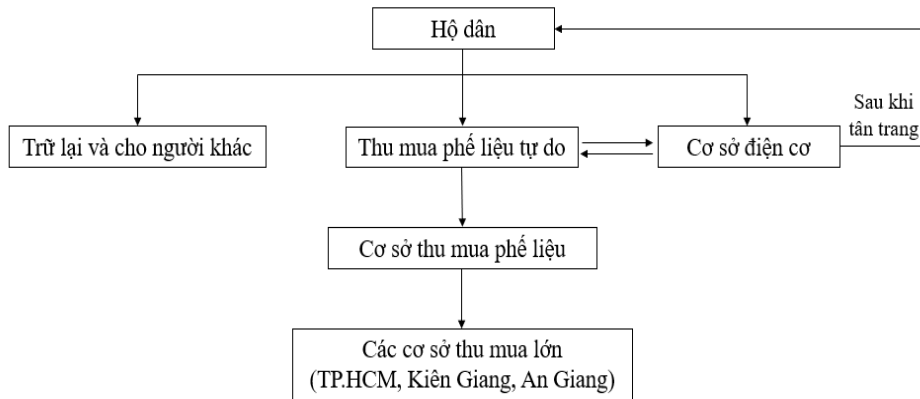 Hộ dân
Sau khi
tân trang
Trữ lại và cho người khác
Thu mua phế liệu tự do
Cơ sở điện cơ
Cơ sở thu mua phế liệu
Các cơ sở thu mua lớn
(TP.HCM, Kiên Giang, An Giang)